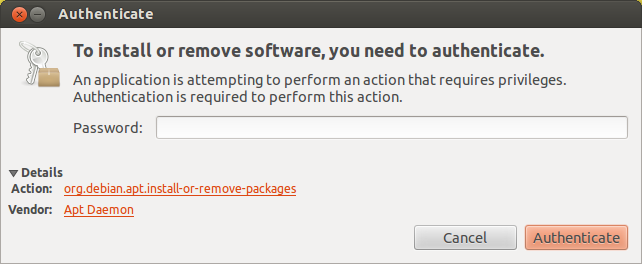 Authenticate
To install or remove software, you need to authenticate.
An application is attempting to perform an action that requires privileges.
Authentication is required to perform this action.
Password:
Details
Action: org.debian.apt.install-or-remove-packages
Vendor: Apt Daemon
Cancel Authenticate